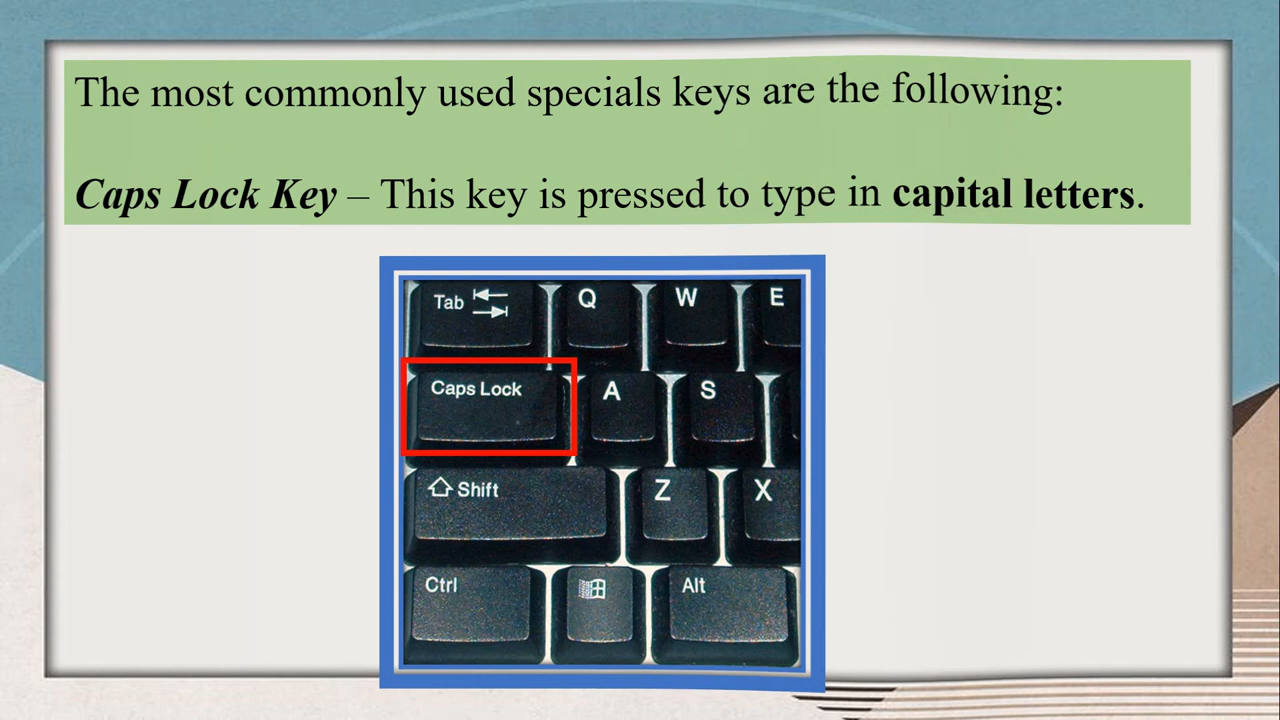 The most commonly used specials keys are the following:
Caps Lock Key – This key is pressed to type in capital letters.
Tab Q W E
Caps Lock A S
Shift Z X
Ctrl Alt